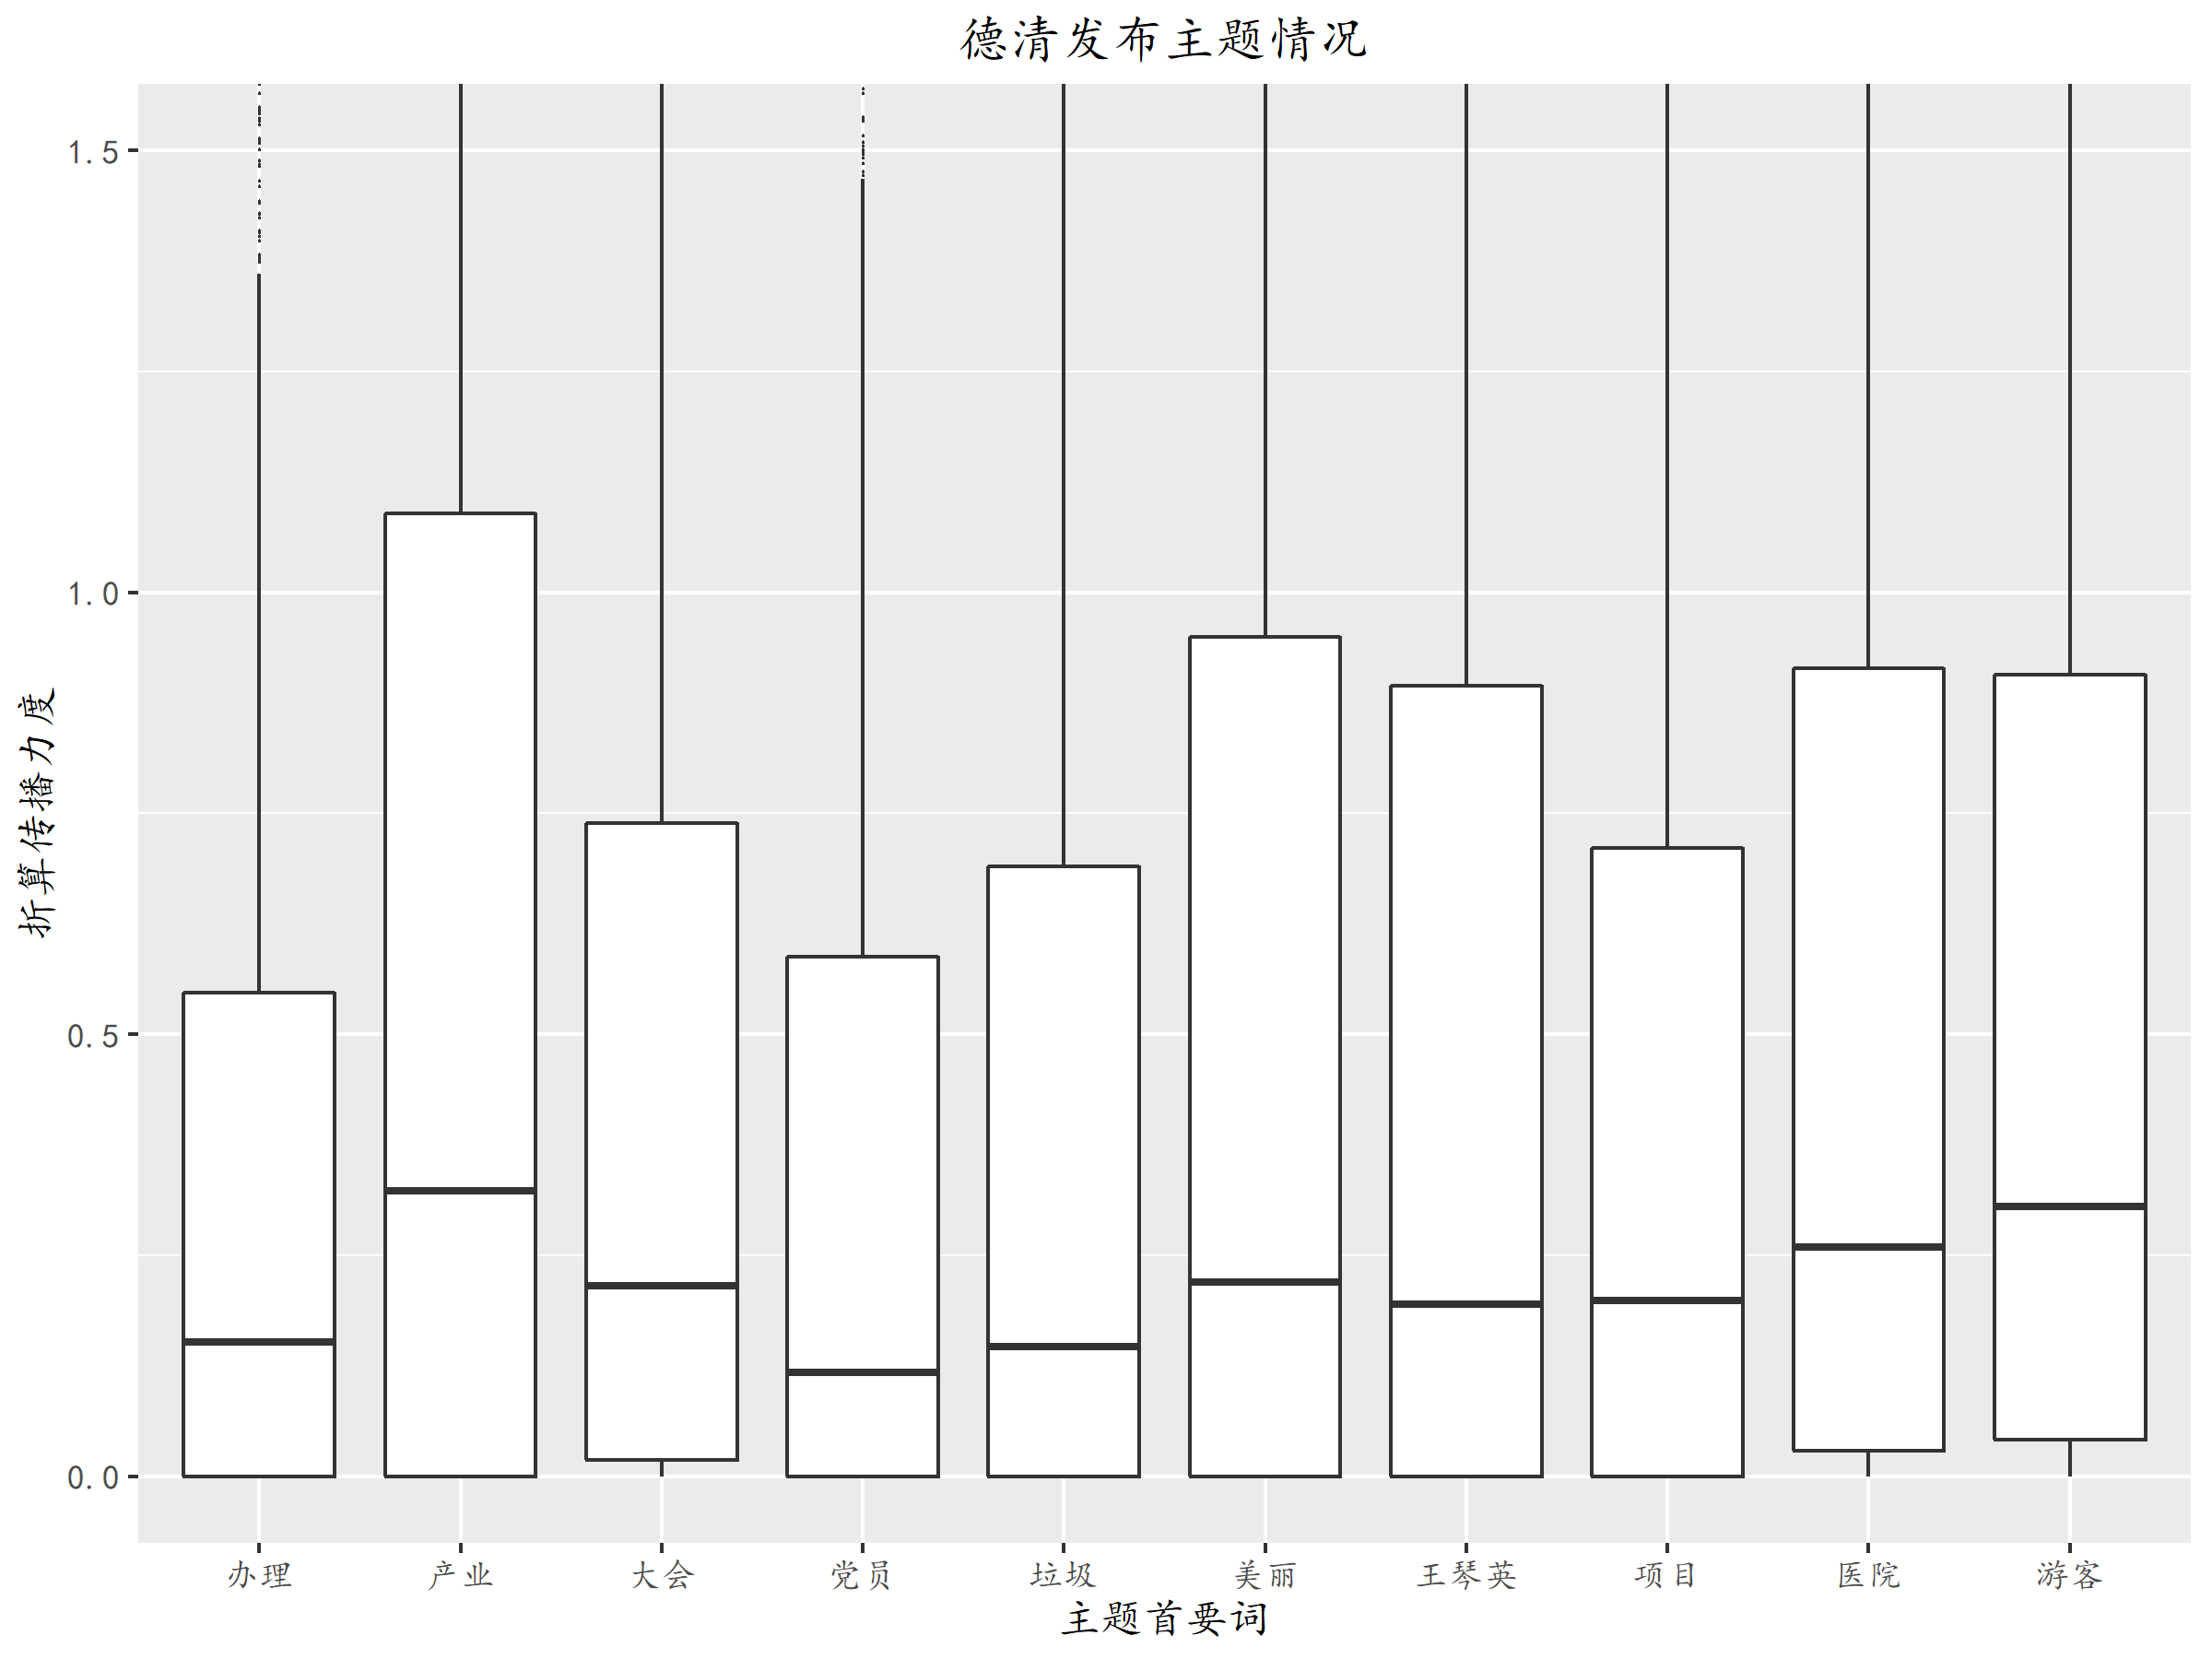 德清发布主题情况
折算传播力度
1.5
1.0
0.5
0.0
办理 产业 大会 党员 垃圾 美丽 王琴英 项目 医院 游客
主题首要词